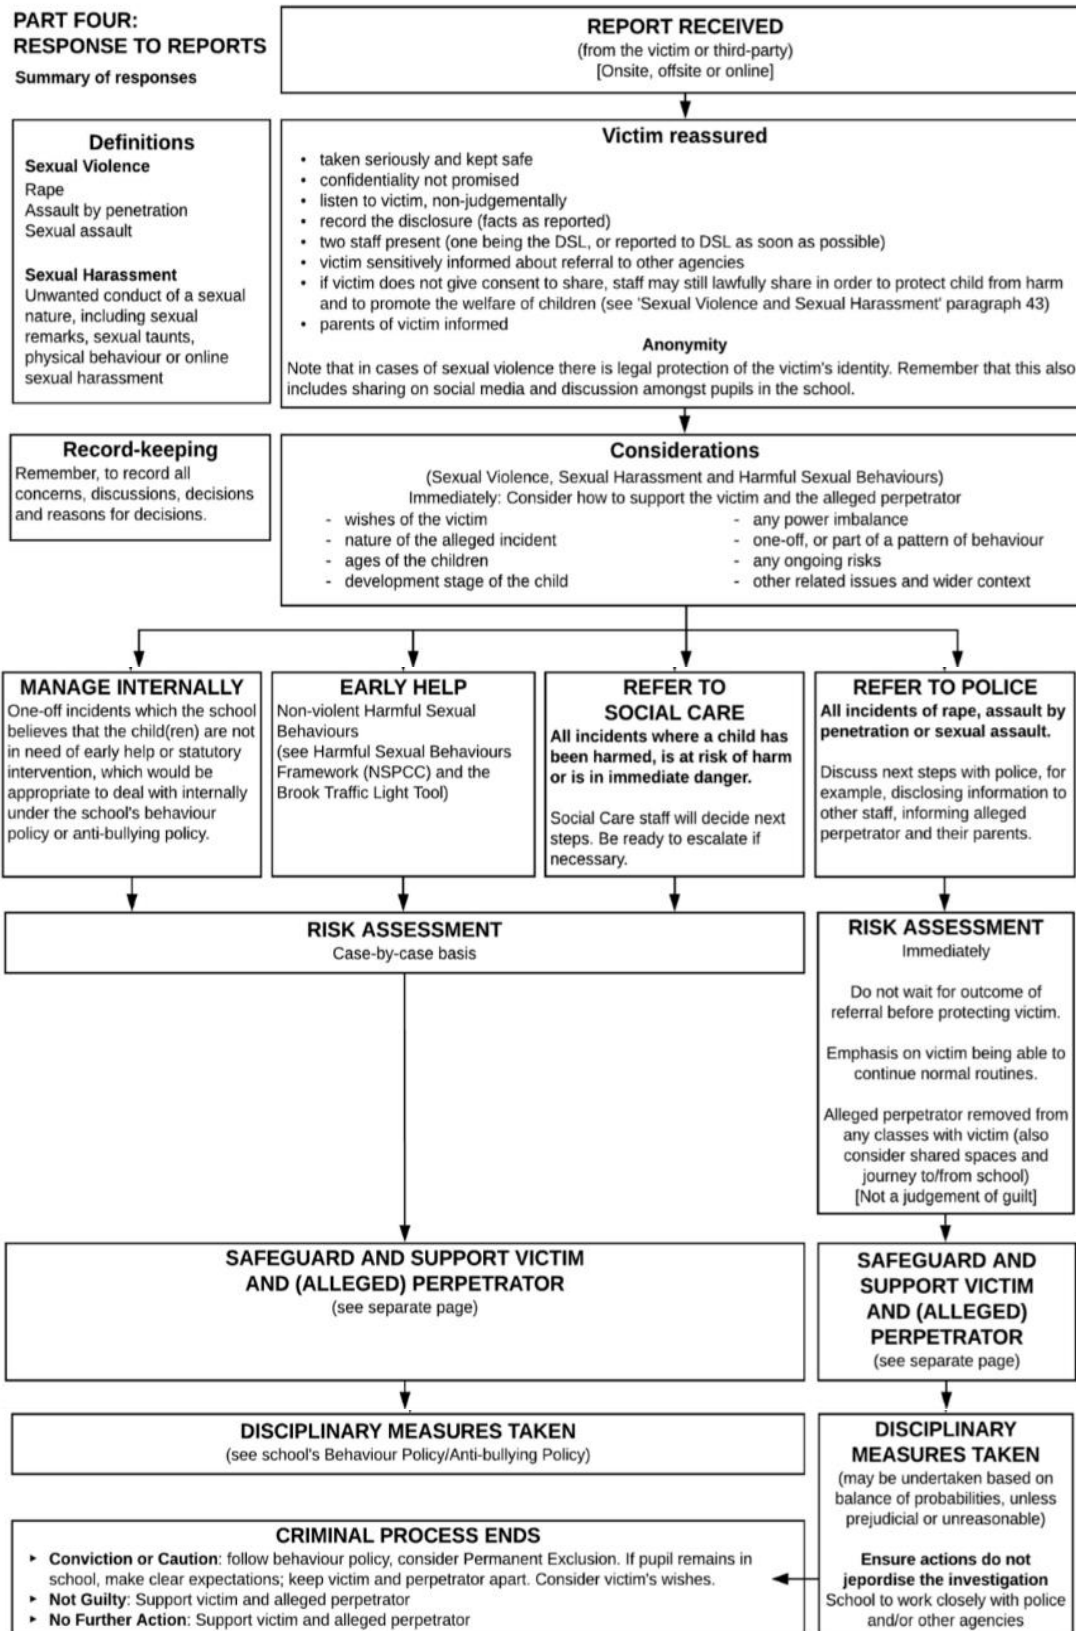 PART FOUR:
RESPONSE TO REPORTS
Summary of responses
REPORT RECEIVED
(from the victim or third-party)
[Onsite, offsite or online]
Definitions
Sexual Violence
Rape
Assault by penetration
Sexual assault
Sexual Harassment
Unwanted conduct of a sexual
nature, including sexual
remarks, sexual taunts,
physical behaviour or online
sexual harassment
Victim reassured
• taken seriously and kept safe
• confidentiality not promised
• listen to victim, non-judgementally
• record the disclosure (facts as reported)
• two staff present (one being the DSL, or reported to DSL as soon as possible)
• victim sensitively informed about referral to other agencies
• if victim does not give consent to share, staff may still lawfully share in order to protect child from harm
and to promote the welfare of children (see 'Sexual Violence and Sexual Harassment' paragraph 43)
• parents of victim informed
Anonymity
Note that in cases of sexual violence there is legal protection of the victim's identity. Remember that this also
includes sharing on social media and discussion amongst pupils in the school.
Record-keeping
Remember, to record all
concerns, discussions, decisions
and reasons for decisions.
Considerations
(Sexual Violence, Sexual Harassment and Harmful Sexual Behaviours)
Immediately: Consider how to support the victim and the alleged perpetrator
- wishes of the victim
- nature of the alleged incident
- ages of the children
- development stage of the child
- any power imbalance
- one-off, or part of a pattern of behaviour
- any ongoing risks
- other related issues and wider context
MANAGE INTERNALLY
One-off incidents which the school
believes that the child(ren) are not
in need of early help or statutory
intervention, which would be
appropriate to deal with internally
under the school's behaviour
policy or anti-bullying policy.
EARLY HELP
Non-violent Harmful Sexual
Behaviours
(see Harmful Sexual Behaviours
Framework (NSPCC) and the
Brook Traffic Light Tool)
REFER TO
SOCIAL CARE
All incidents where a child has
been harmed, is at risk of harm
or is in immediate danger.
Social Care staff will decide next
steps. Be ready to escalate if
necessary.
REFER TO POLICE
All incidents of rape, assault by
penetration or sexual assault.
Discuss next steps with police, for
example, disclosing information to
other staff, informing alleged
perpetrator and their parents.
RISK ASSESSMENT
Case-by-case basis
RISK ASSESSMENT
Immediately
Do not wait for outcome of
referral before protecting victim.
Emphasis on victim being able to
continue normal routines.
Alleged perpetrator removed from
any classes with victim (also
consider shared spaces and
journey to/from school)
[Not a judgement of guilt]
SAFEGUARD AND SUPPORT VICTIM
AND (ALLEGED) PERPETRATOR
(see separate page)
SAFEGUARD AND
SUPPORT VICTIM
AND (ALLEGED)
PERPETRATOR
(see separate page)
DISCIPLINARY MEASURES TAKEN
(see school's Behaviour Policy/Anti-bullying Policy)
DISCIPLINARY
MEASURES TAKEN
(may be undertaken based on
balance of probabilities, unless
prejudicial or unreasonable)
Ensure actions do not
jepordise the investigation
School to work closely with police
and/or other agencies
CRIMINAL PROCESS ENDS
▸ Conviction or Caution: follow behaviour policy, consider Permanent Exclusion. If pupil remains in
school, make clear expectations; keep victim and perpetrator apart. Consider victim's wishes.
▸ Not Guilty: Support victim and alleged perpetrator
▸ No Further Action: Support victim and alleged perpetrator